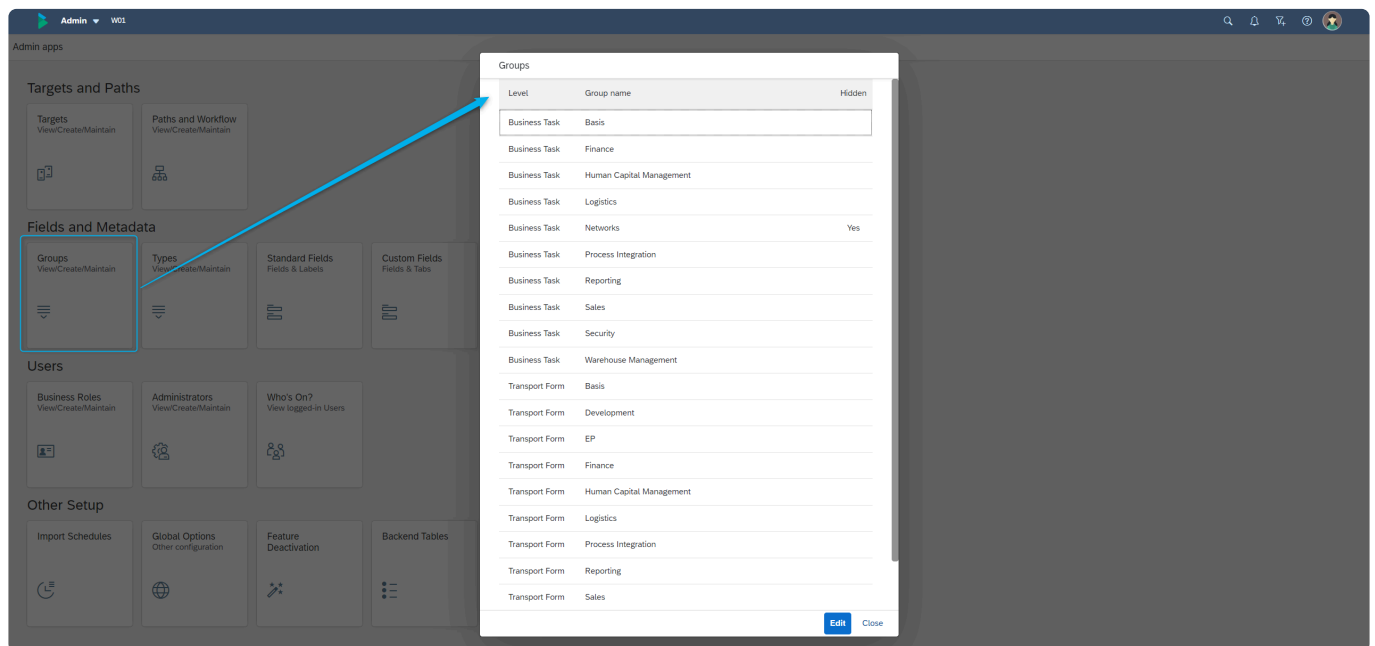 Admin W01
Admin apps
Targets and Paths
Targets
View/Create/Maintain
Paths and Workflow
View/Create/Maintain
Fields and Metadata
Groups
View/Create/Maintain
Types
View/Create/Maintain
Standard Fields
Fields & Labels
Custom Fields
Fields & Tabs
Users
Business Roles
View/Create/Maintain
Administrators
View/Create/Maintain
Who's On?
View logged-in Users
Other Setup
Import Schedules
Global Options
Other configuration
Feature
Deactivation
Backend Tables
Groups
Level Group name Hidden
Business Task Basis
Business Task Finance
Business Task Human Capital Management
Business Task Logistics
Business Task Networks Yes
Business Task Process Integration
Business Task Reporting
Business Task Sales
Business Task Security
Business Task Warehouse Management
Transport Form Basis
Transport Form Development
Transport Form EP
Transport Form Finance
Transport Form Human Capital Management
Transport Form Logistics
Transport Form Process Integration
Transport Form Reporting
Transport Form Sales
Edit Close